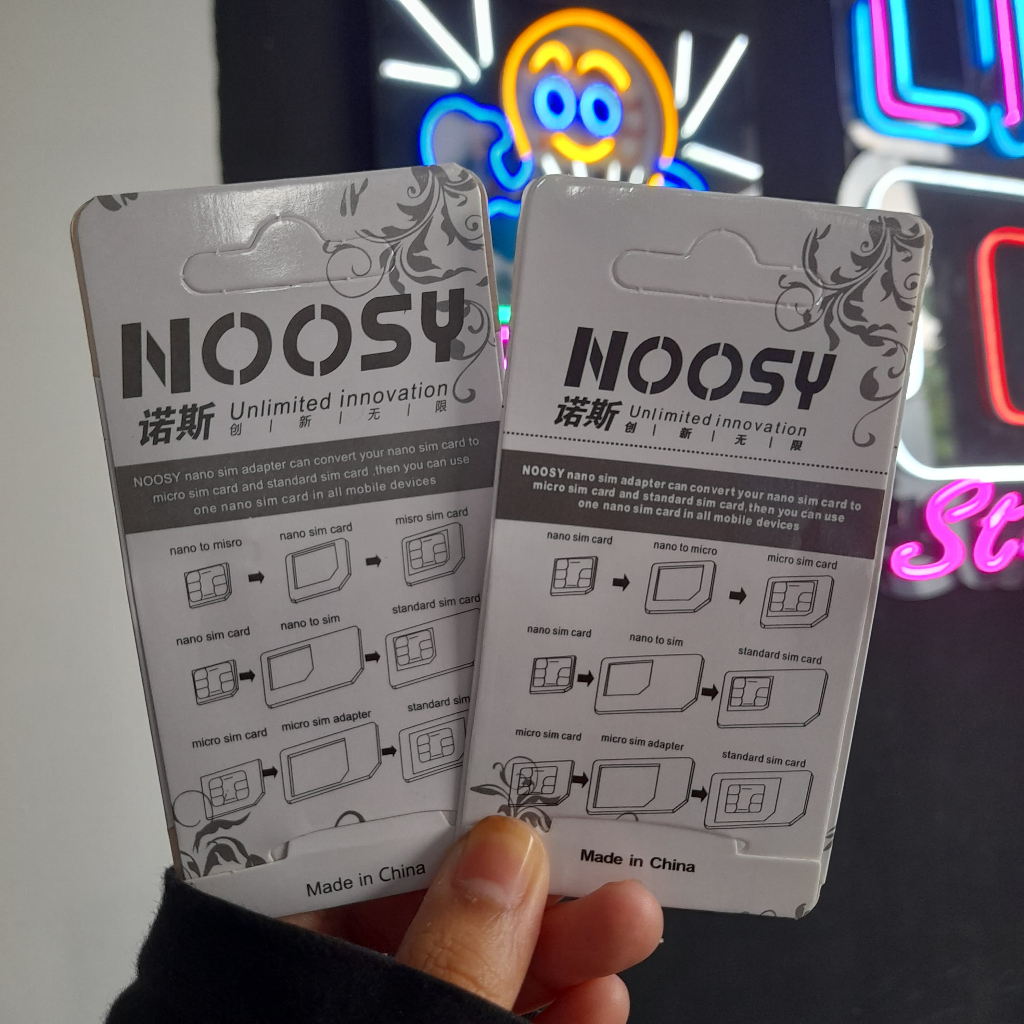 NOOSY
诺斯 Unlimited innovation
创 | 新 | 无 | 限
NOOSY nano sim adapter can convert your nano sim card to
micro sim card and standard sim card ,then you can use
one nano sim card in all mobile devices
nano to misro nano sim card misro sim card
nano sim card nano to sim standard sim card
micro sim card micro sim adapter standard sim
Made in China
NOOSY
诺斯 Unlimited innovation
创 | 新 | 无 | 限
NOOSY nano sim adapter can convert your nano sim card to
micro sim card and standard sim card,then you can use
one nano sim card in all mobile devices
nano sim card nano to micro micro sim card
nano sim card nano to sim standard sim card
micro sim card micro sim adapter standard sim card
Made in China